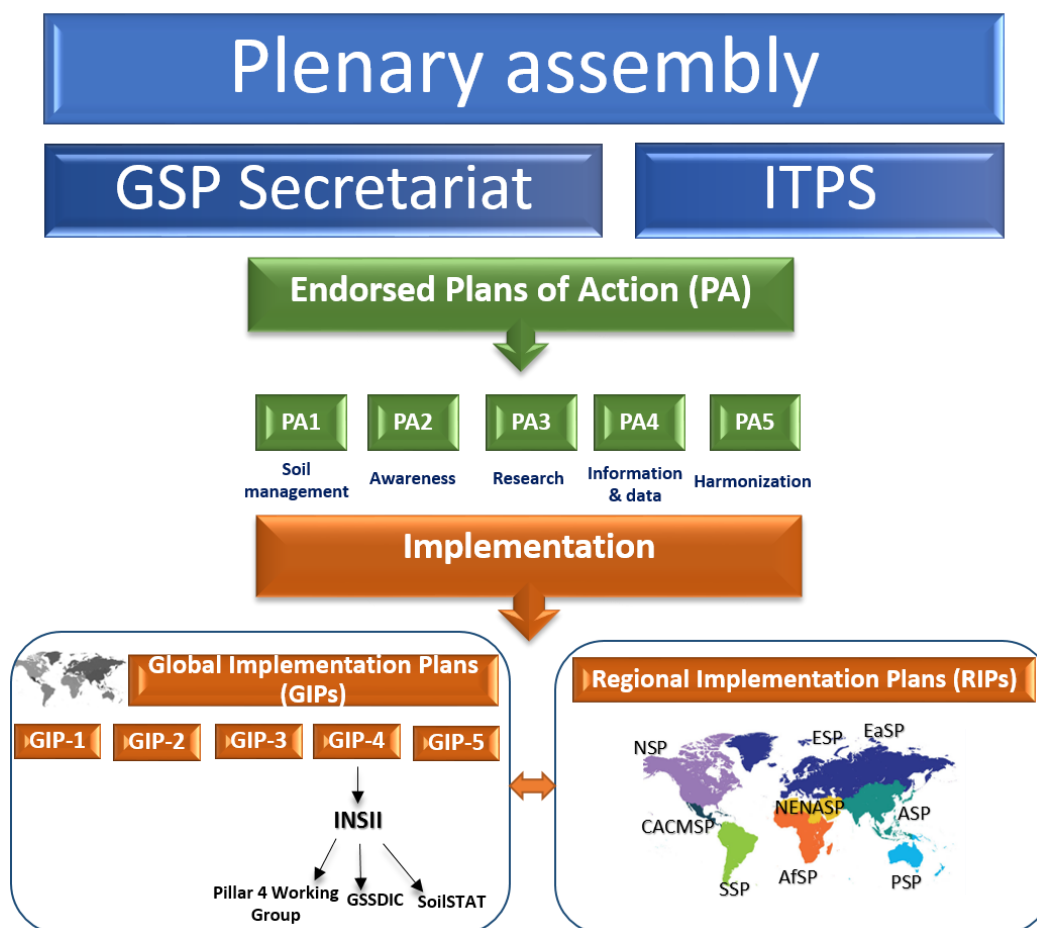 Plenary assembly
GSP Secretariat
ITPS
Endorsed Plans of Action (PA)
PA1
PA2
PA3
PA4
PA5
Soil
management
Awareness
Research
Information
& data
Harmonization
Implementation
Global Implementation Plans
(GIPs)
GIP-1
GIP-2
GIP-3
GIP-4
GIP-5
INSII
Pillar 4 Working
Group
GSSDIC
SoilSTAT
Regional Implementation Plans (RIPs)
NSP
ESP
EaSP
NENASP
ASP
CACMSP
AfSP
SSP
PSP